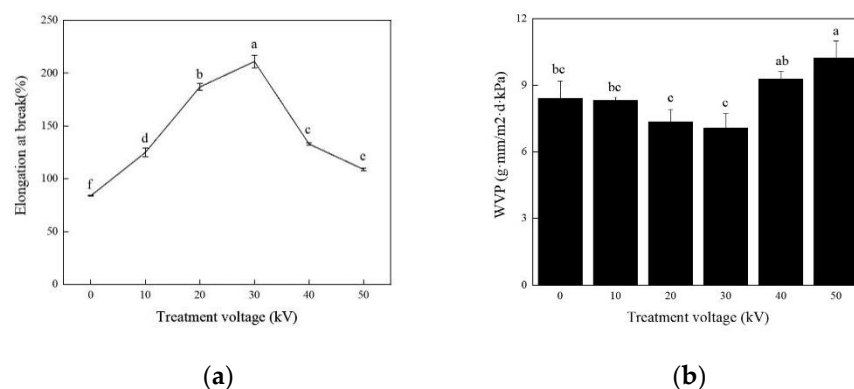 250
200
150
100
50
0
Elongation at break(%)
f
d
b
a
c
e
0 10 20 30 40 50
Treatment voltage (kV)
(a)
12
9
6
3
0
WVP (g·mm/m2·d·kPa)
bc
bc
c
c
ab
a
0 10 20 30 40 50
Treatment voltage (kV)
(b)